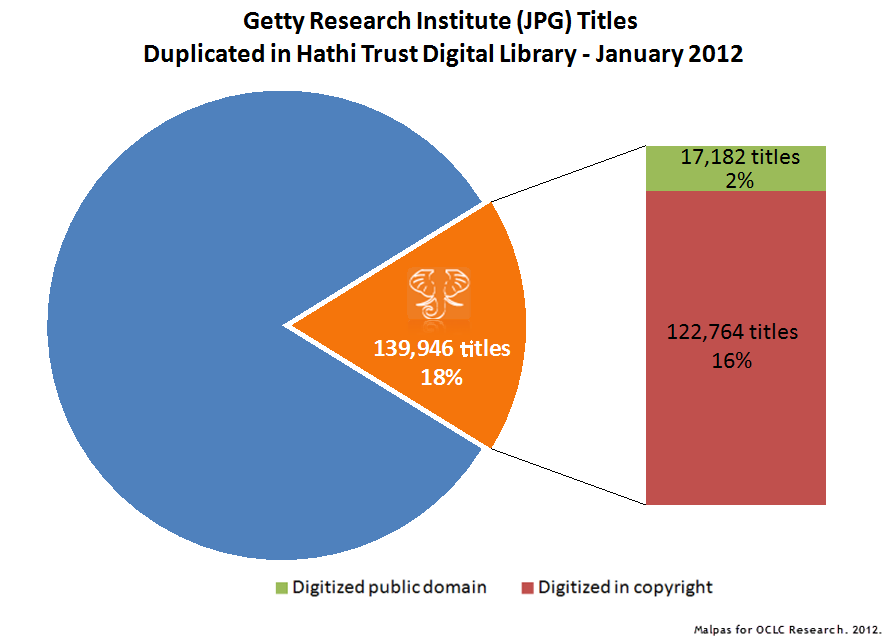 Getty Research Institute (JPG) Titles
Duplicated in Hathi Trust Digital Library - January 2012
17,182 titles
2%
139,946 titles
18%
122,764 titles
16%
Digitized public domain
Digitized in copyright
Malpas for OCLC Research. 2012.